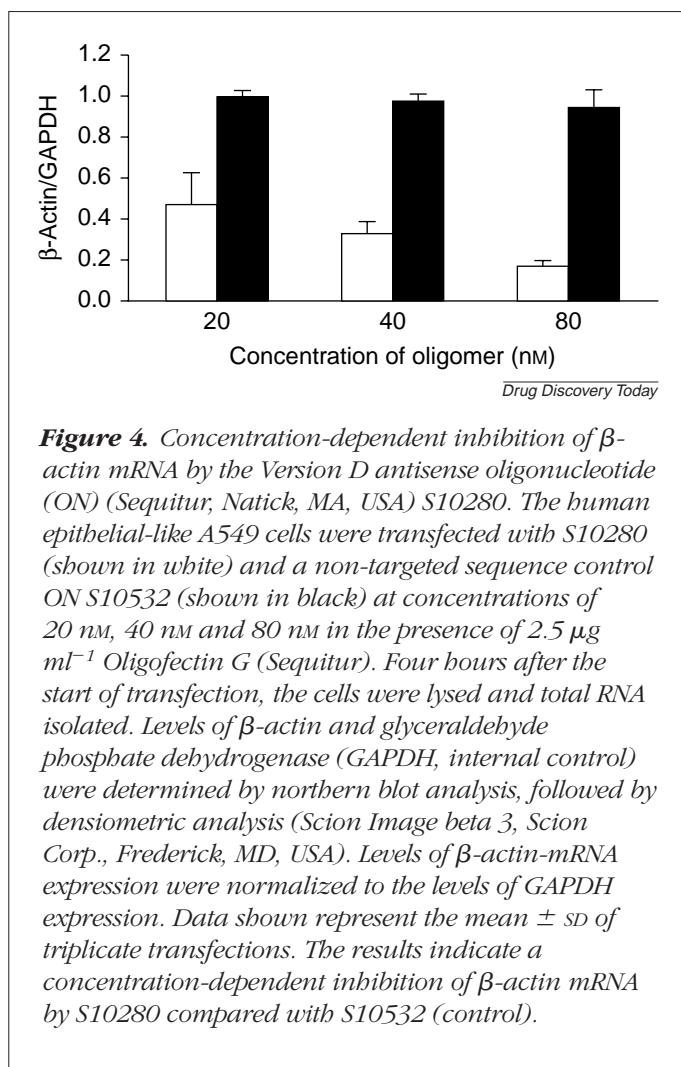 1.2
1.0
0.8
0.6
0.4
0.2
0.0
β-Actin/GAPDH
20 40 80
Concentration of oligomer (nM)
Drug Discovery Today
Figure 4. Concentration-dependent inhibition of β-
actin mRNA by the Version D antisense oligonucleotide
(ON) (Sequitur, Natick, MA, USA) S10280. The human
epithelial-like A549 cells were transfected with S10280
(shown in white) and a non-targeted sequence control
ON S10532 (shown in black) at concentrations of
20 nM, 40 nM and 80 nM in the presence of 2.5 μg
ml⁻¹ Oligofectin G (Sequitur). Four hours after the
start of transfection, the cells were lysed and total RNA
isolated. Levels of β-actin and glyceraldehyde
phosphate dehydrogenase (GAPDH, internal control)
were determined by northern blot analysis, followed by
densiometric analysis (Scion Image beta 3, Scion
Corp., Frederick, MD, USA). Levels of β-actin-mRNA
expression were normalized to the levels of GAPDH
expression. Data shown represent the mean ± SD of
triplicate transfections. The results indicate a
concentration-dependent inhibition of β-actin mRNA
by S10280 compared with S10532 (control).